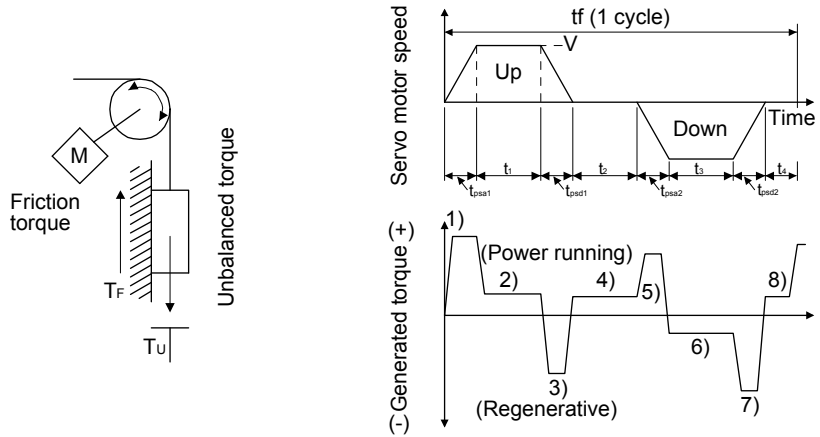 M
Friction
torque
TF
TU
Unbalanced torque
Servo motor speed
tf (1 cycle)
V
Up
Down
Time
tpsa1
t1
tpsd1
t2
tpsa2
t3
tpsd2
t4
Generated torque
(+)
(-)
1)
(Power running)
2)
4)
5)
8)
6)
3)
7)
(Regenerative)